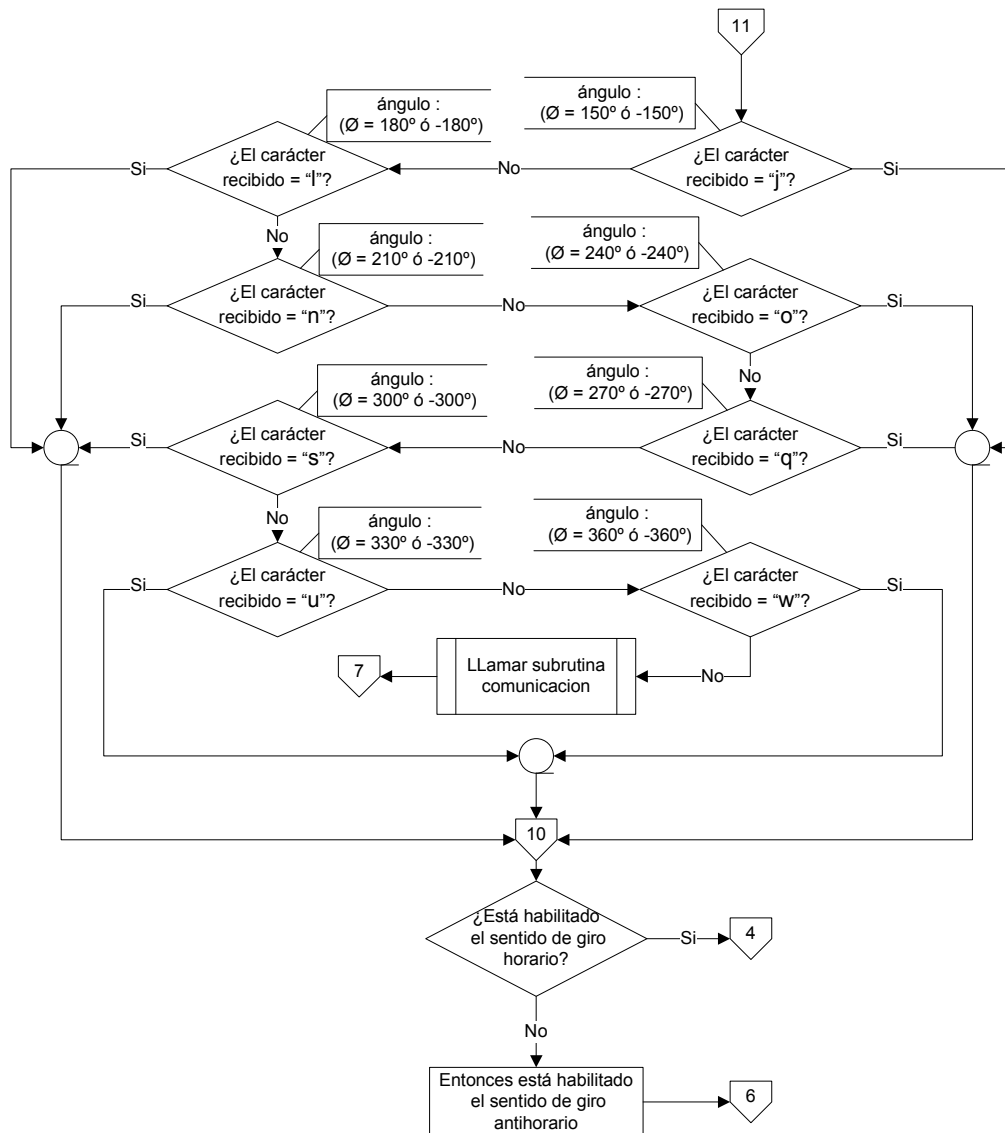 11
ángulo :
(Ø = 180º ó -180º)
ángulo :
(Ø = 150º ó -150º)
Si
¿El carácter
recibido = “l”?
No
¿El carácter
recibido = “j”?
Si
No
ángulo :
(Ø = 210º ó -210º)
ángulo :
(Ø = 240º ó -240º)
Si
¿El carácter
recibido = “n”?
No
¿El carácter
recibido = “o”?
Si
No
ángulo :
(Ø = 300º ó -300º)
ángulo :
(Ø = 270º ó -270º)
Si
¿El carácter
recibido = “s”?
No
¿El carácter
recibido = “q”?
Si
No
ángulo :
(Ø = 330º ó -330º)
ángulo :
(Ø = 360º ó -360º)
Si
¿El carácter
recibido = “u”?
No
¿El carácter
recibido = “w”?
Si
7
LLamar subrutina
comunicacion
No
10
¿Está habilitado
el sentido de giro
horario?
Si
4
No
Entonces está habilitado
el sentido de giro
antihorario
6